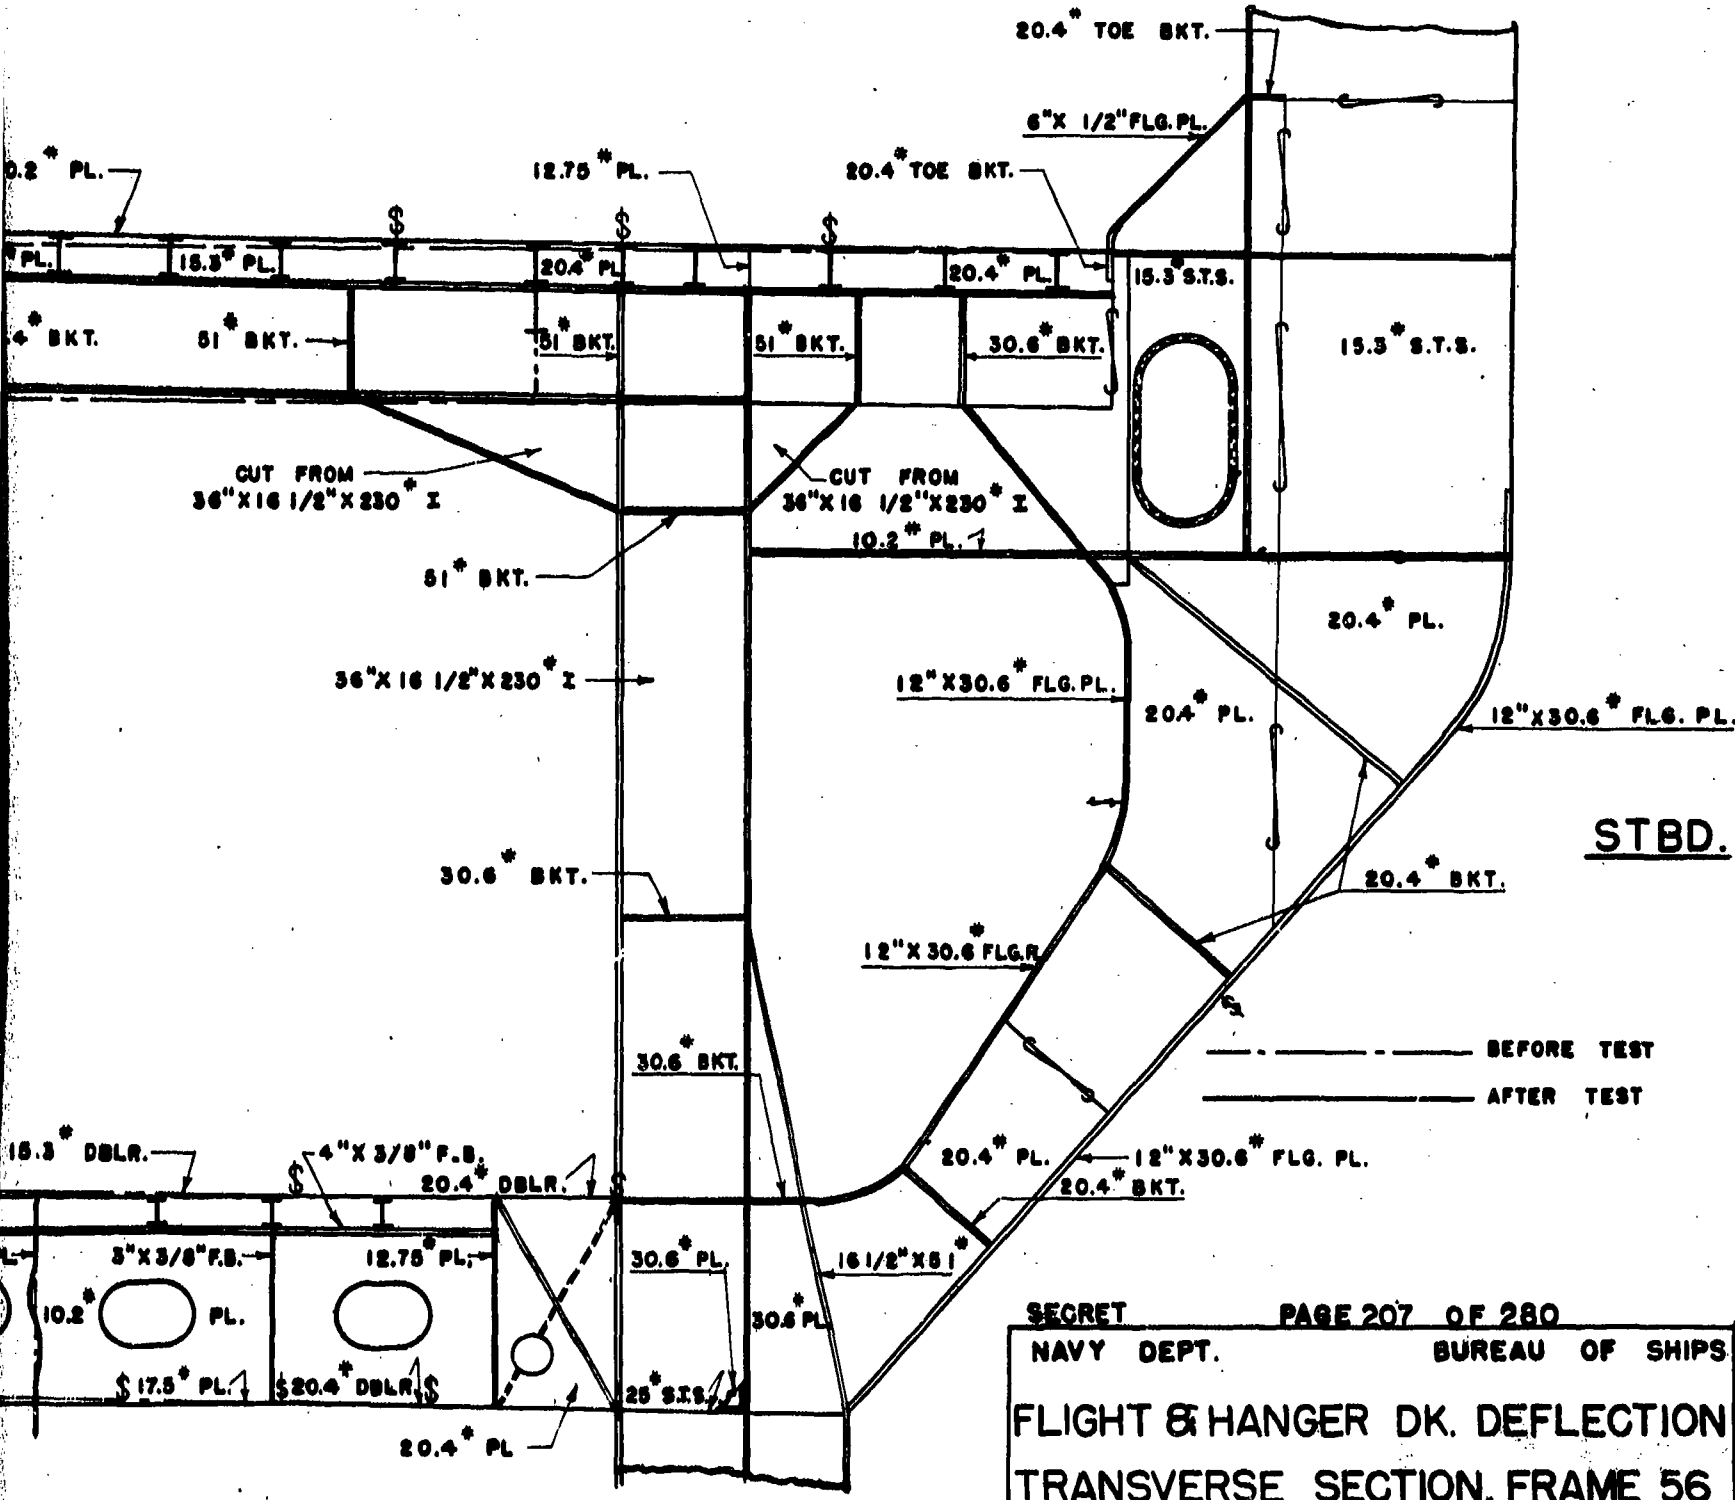 20.4# TOE BKT.
6"X 1/2" FLG. PL.
0.2# PL.
12.75# PL.
20.4# TOE BKT.
# PL.
15.3# PL.
20.4# PL
20.4# PL.
15.3# S.T.S.
4# BKT.
51# BKT.
51# BKT.
51# BKT.
30.6# BKT.
15.3# S.T.S.
CUT FROM
36"X16 1/2"X230# I
CUT FROM
36"X16 1/2"X230# I
10.2# PL.
51# BKT.
20.4# PL.
36"X16 1/2"X230# I
12"X30.6# FLG. PL.
20.4# PL.
12"X30.6# FLG. PL.
STBD.
30.6# BKT.
20.4# BKT.
12"X30.6# FLG.P.
30.6# BKT.
BEFORE TEST
AFTER TEST
15.3# DBLR.
4"X3/8" F.B.
20.4# DBLR.
20.4# PL.
12"X30.6# FLG. PL.
20.4# BKT.
L.
3"X3/8" F.B.
12.75# PL.
30.6# PL.
16 1/2"X51#
10.2# PL.
30.6# PL
17.5# PL.
20.4# DBLR
25# S.T.S.
20.4# PL
SECRET PAGE 207 OF 280
NAVY DEPT. BUREAU OF SHIPS
FLIGHT & HANGER DK. DEFLECTION
TRANSVERSE SECTION, FRAME 56